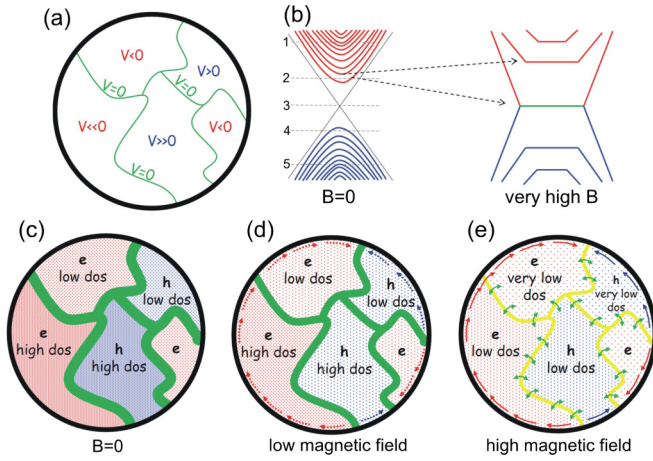 (a)
V<0
V>0
V=0
V=0
V<<0
V>>0
V<0
V=0
(b)
1
2
3
4
5
B=0
very high B
(c)
e
low dos
h
low dos
e
high dos
h
high dos
e
B=0
(d)
e
low dos
h
low dos
e
high dos
h
high dos
e
low magnetic field
(e)
e
very low
dos
h
very low
dos
e
low dos
h
low dos
e
high magnetic field